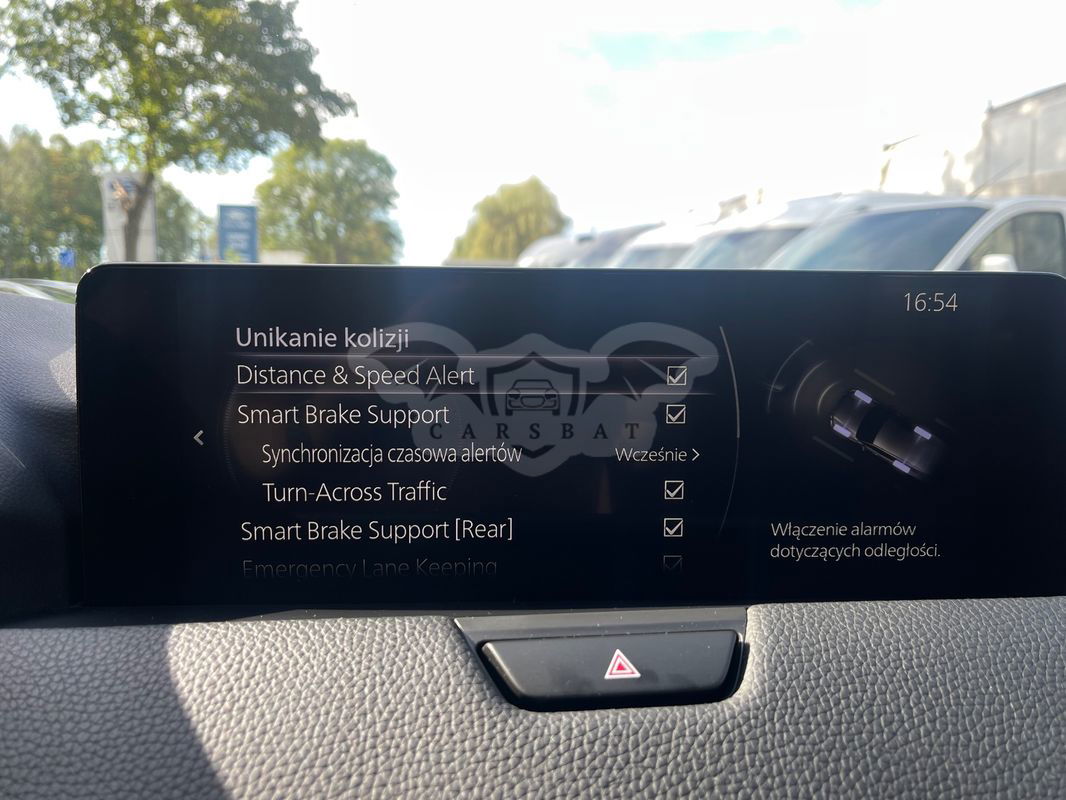 16:54
Unikanie kolizji
Distance & Speed Alert
Smart Brake Support
Synchronizacja czasowa alertów Wcześnie >
Turn-Across Traffic
Smart Brake Support [Rear]
Emergency Lane Keeping
Włączenie alarmów
dotyczących odległości.
CARSBAT